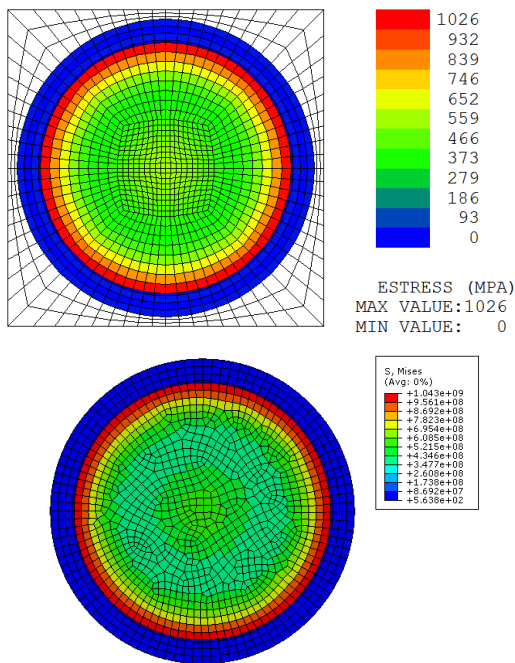 1026
932
839
746
652
559
466
373
279
186
93
0
ESTRESS (MPA)
MAX VALUE:1026
MIN VALUE: 0
S, Mises
(Avg: 0%)
+1.043e+09
+9.561e+08
+8.692e+08
+7.823e+08
+6.954e+08
+6.085e+08
+5.215e+08
+4.346e+08
+3.477e+08
+2.608e+08
+1.738e+08
+8.692e+07
+5.638e+02